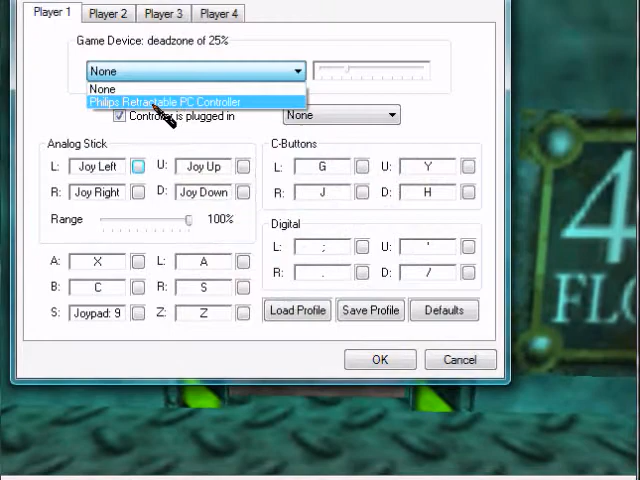 Player 1 Player 2 Player 3 Player 4
Game Device: deadzone of 25%
None
None
Philips Retractable PC Controller
Controller is plugged in None
Analog Stick
L: Joy Left U: Joy Up
R: Joy Right D: Joy Down
Range 100%
C-Buttons
L: G U: Y
R: J D: H
Digital
L: ; U: '
R: . D: /
A: X L: A
B: C R: S
S: Joypad: 9 Z: Z
Load Profile Save Profile Defaults
OK Cancel
4
FLO